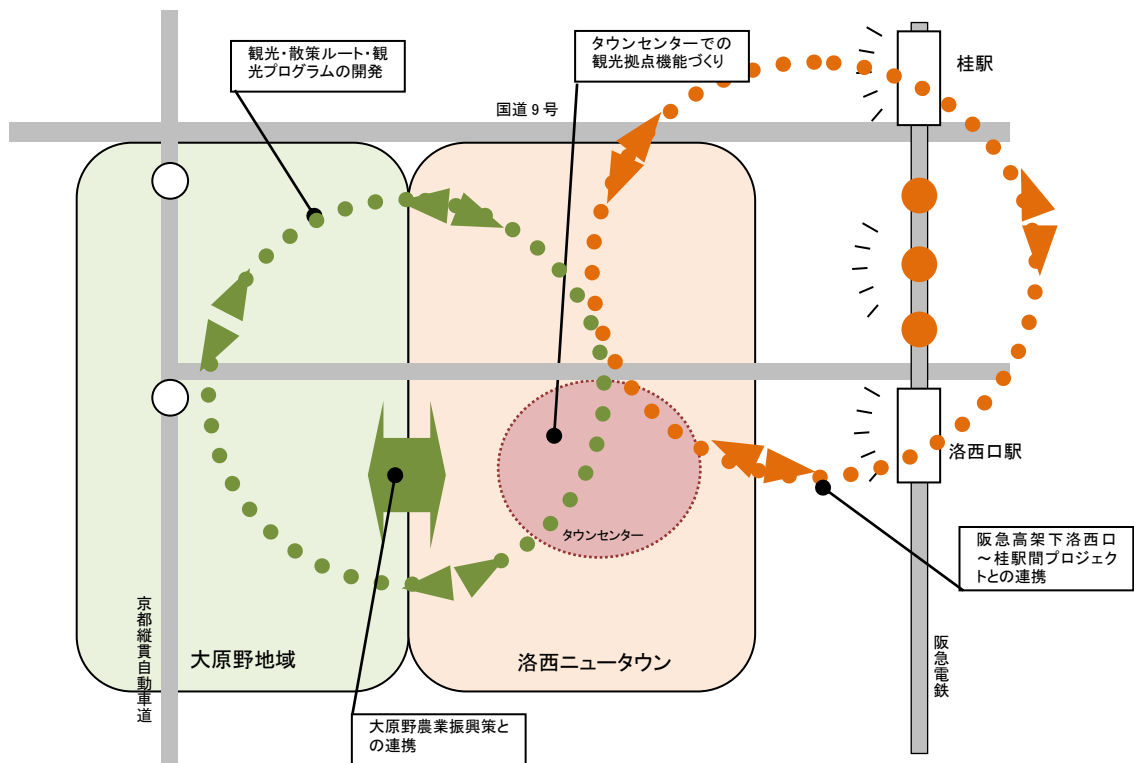 観光・散策ルート・観
光プログラムの開発
タウンセンターでの
観光拠点機能づくり
桂駅
国道9号
洛西口駅
タウンセンター
阪急高架下洛西口
～桂駅間プロジェク
トとの連携
京都縦貫自動車道
大原野地域
洛西ニュータウン
阪急電鉄
大原野農業振興策と
の連携